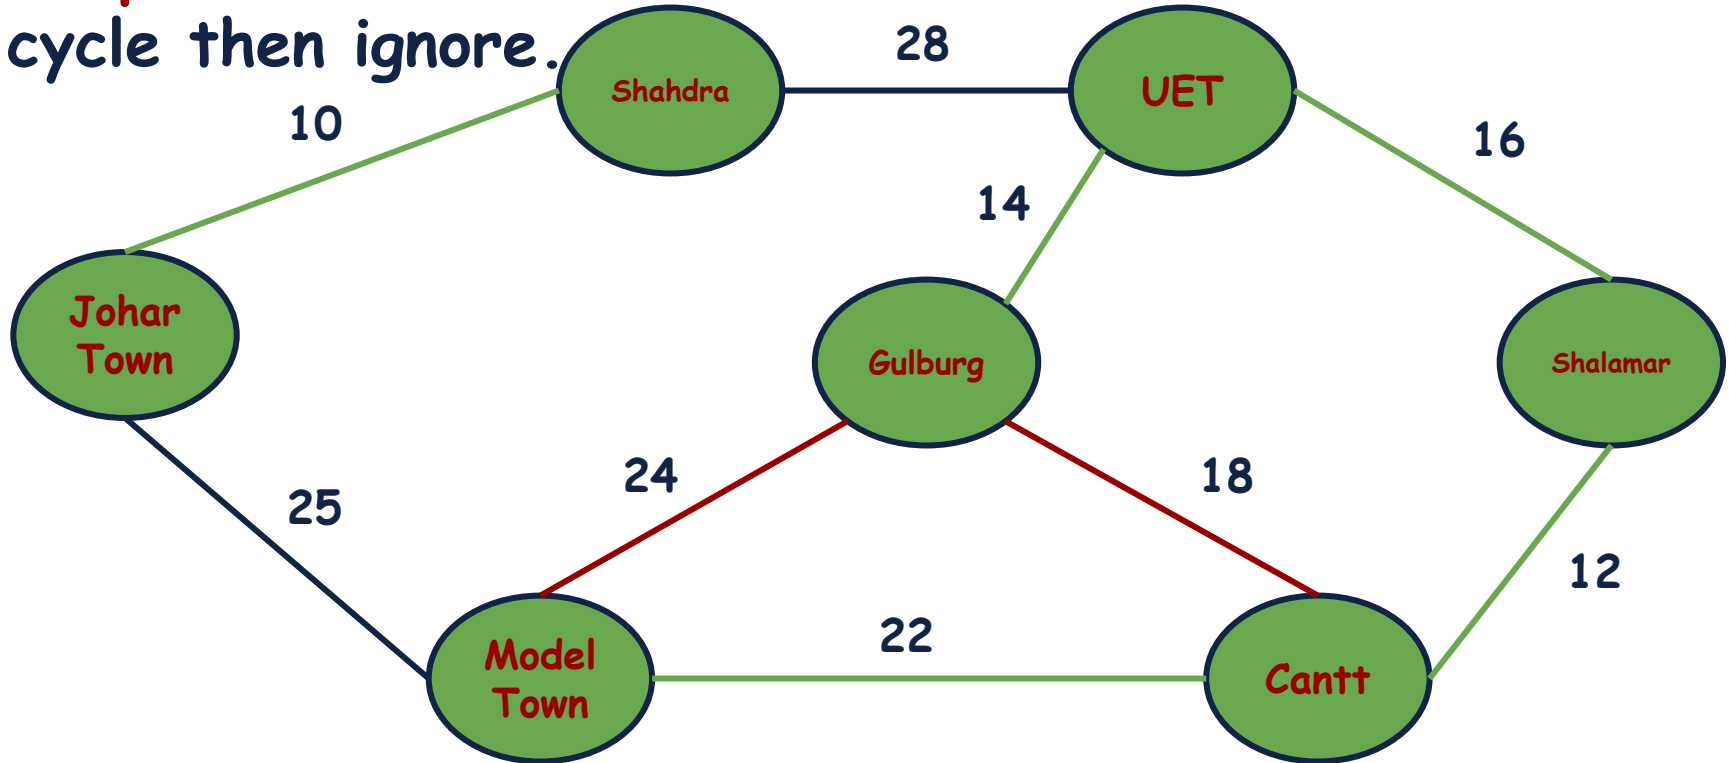 cycle then ignore.
28
Shahdra
UET
10
16
14
Johar
Town
Gulburg
Shalamar
24
18
25
12
22
Model
Town
Cantt